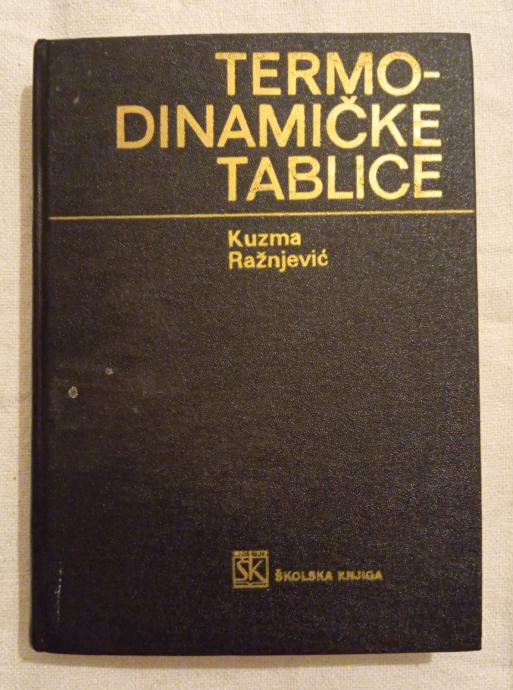 TERMO-
DINAMIČKE
TABLICE
Kuzma
Ražnjević
ŠK
ŠKOLSKA KNJIGA